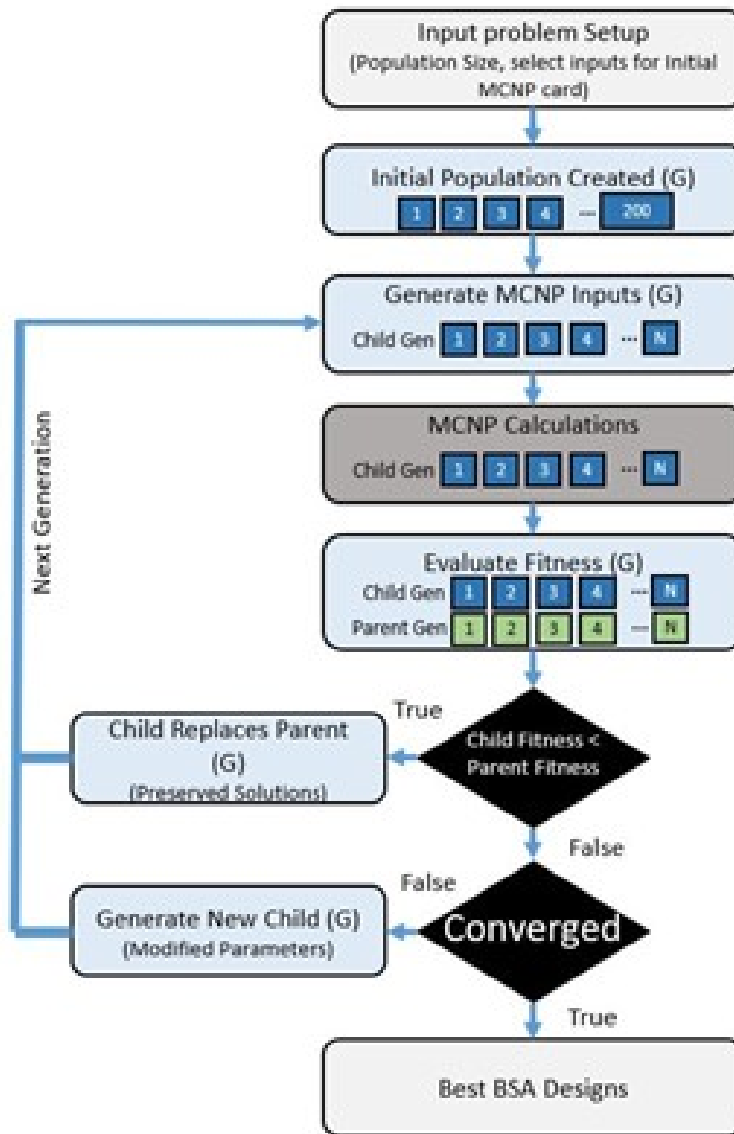 Input problem Setup
(Population Size, select inputs for Initial
MCNP card)
Initial Population Created (G)
1 2 3 4 ... 200
Generate MCNP Inputs (G)
Child Gen 1 2 3 4 ... N
MCNP Calculations
Child Gen 1 2 3 4 ... N
Evaluate Fitness (G)
Child Gen 1 2 3 4 ... N
Parent Gen 1 2 3 4 ... N
Next Generation
True
Child Fitness <
Parent Fitness
Child Replaces Parent
(G)
(Preserved Solutions)
False
False
Converged
Generate New Child (G)
(Modified Parameters)
True
Best BSA Designs